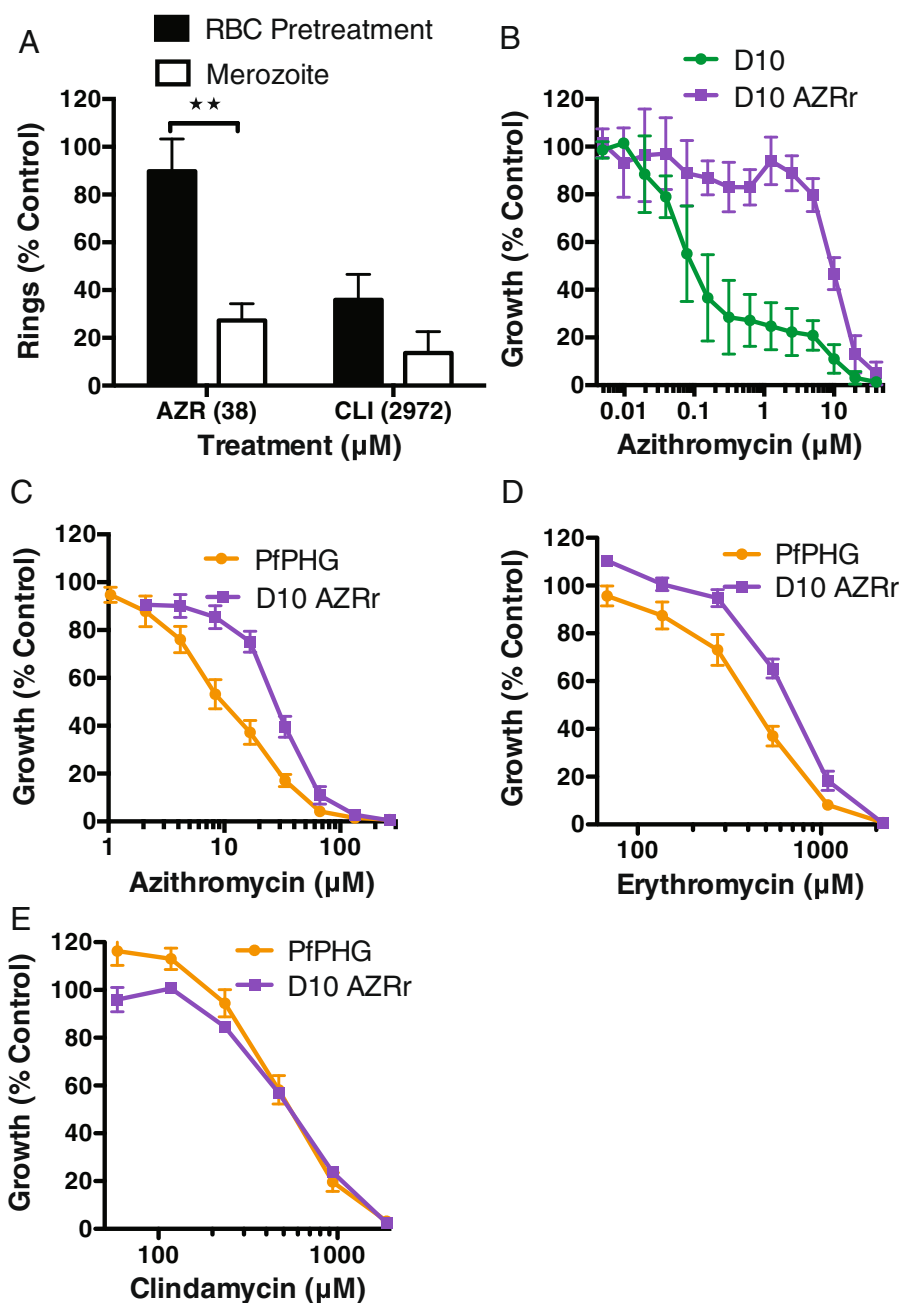 A
RBC Pretreatment
Merozoite
★★
120
100
80
60
40
20
0
Rings (% Control)
AZR (38) CLI (2972)
Treatment (µM)
B
D10
D10 AZRr
120
100
80
60
40
20
0
Growth (% Control)
0.01 0.1 1 10
Azithromycin (µM)
C
PfPHG
D10 AZRr
120
100
80
60
40
20
0
Growth (% Control)
1 10 100
Azithromycin (µM)
D
PfPHG
D10 AZRr
120
100
80
60
40
20
0
Growth (% Control)
100 1000
Erythromycin (µM)
E
PfPHG
D10 AZRr
120
100
80
60
40
20
0
Growth (% Control)
100 1000
Clindamycin (µM)